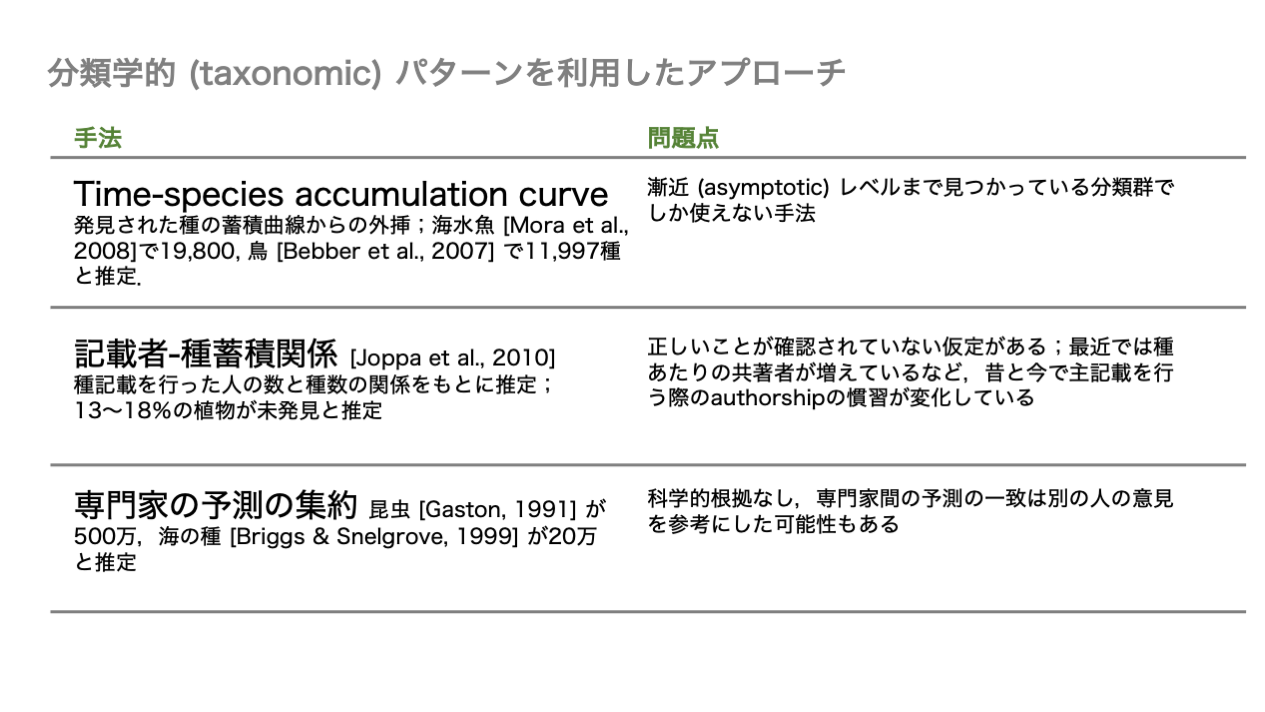 分類学的 (taxonomic) パターンを利用したアプローチ
手法
問題点
Time-species accumulation curve
発見された種の蓄積曲線からの外挿；海水魚 [Mora et al.,
2008]で19,800, 鳥 [Bebber et al., 2007] で11,997種
と推定．
漸近 (asymptotic) レベルまで見つかっている分類群で
しか使えない手法
記載者-種蓄積関係 [Joppa et al., 2010]
種記載を行った人の数と種数の関係をもとに推定；
13〜18%の植物が未発見と推定
正しいことが確認されていない仮定がある；最近では種
あたりの共著者が増えているなど，昔と今で主記載を行
う際のauthorshipの慣習が変化している
専門家の予測の集約 昆虫 [Gaston, 1991] が
500万，海の種 [Briggs & Snelgrove, 1999] が20万
と推定
科学的根拠なし，専門家間の予測の一致は別の人の意見
を参考にした可能性もある